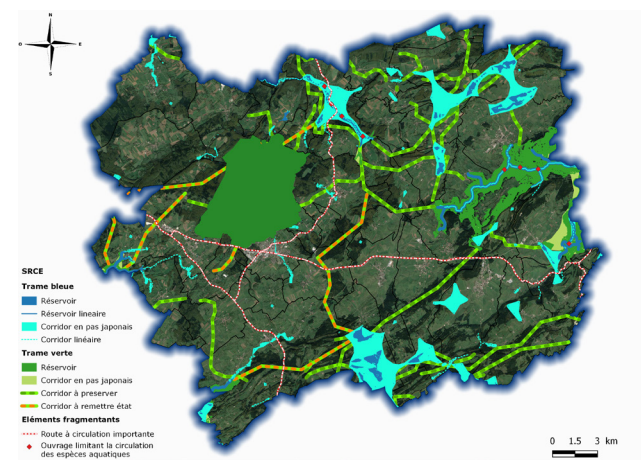 N
O
E
S
SRCE
Trame bleue
Réservoir
Réservoir lineaire
Corridor en pas japonais
Corridor linéaire
Trame verte
Réservoir
Corridor en pas japonais
Corridor à préserver
Corridor à remettre état
Eléments fragmentants
Route à circulation importante
Ouvrage limitant la circulation
des espèces aquatiques
0 1.5 3 km